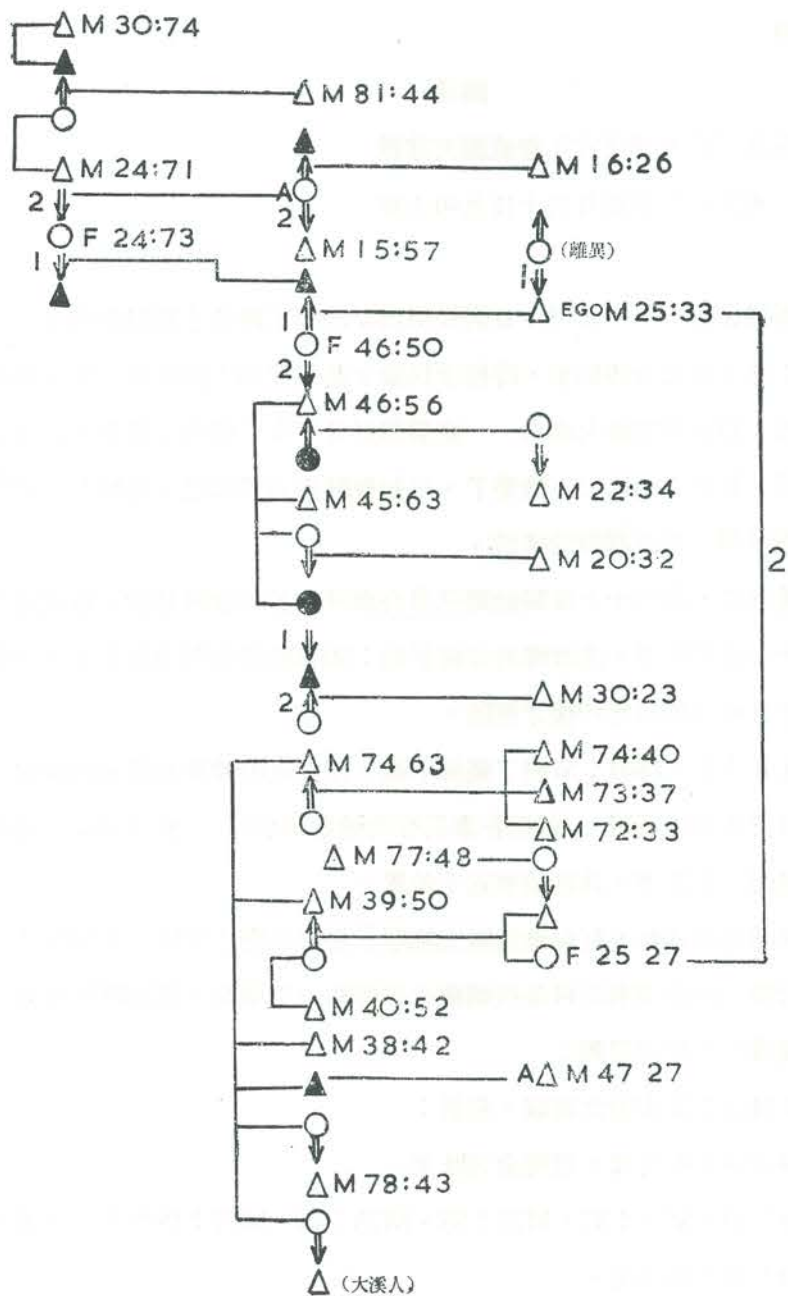 M 30:74
M 81:44
M 24:71
M 16:26
2
A
2
F 24:73
M 15:57
(離異)
1
1
EGO M 25:33
1
F 46:50
2
M 46:56
M 45:63
M 22:34
M 20:32
2
1
2
M 30:23
M 74 63
M 74:40
M 73:37
M 72:33
M 77:48
M 39:50
F 25 27
M 40:52
M 38:42
A M 47 27
M 78:43
(大溪人)